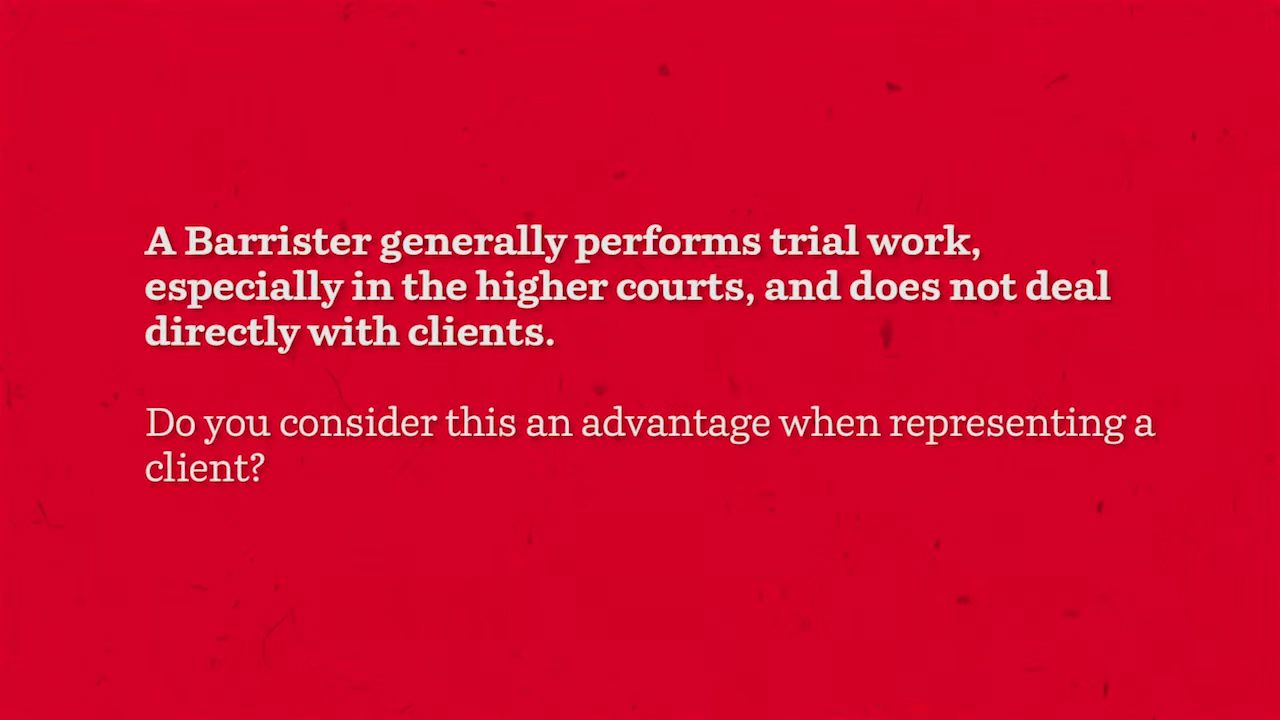 A Barrister generally performs trial work,
especially in the higher courts, and does not deal
directly with clients.
Do you consider this an advantage when representing a
client?